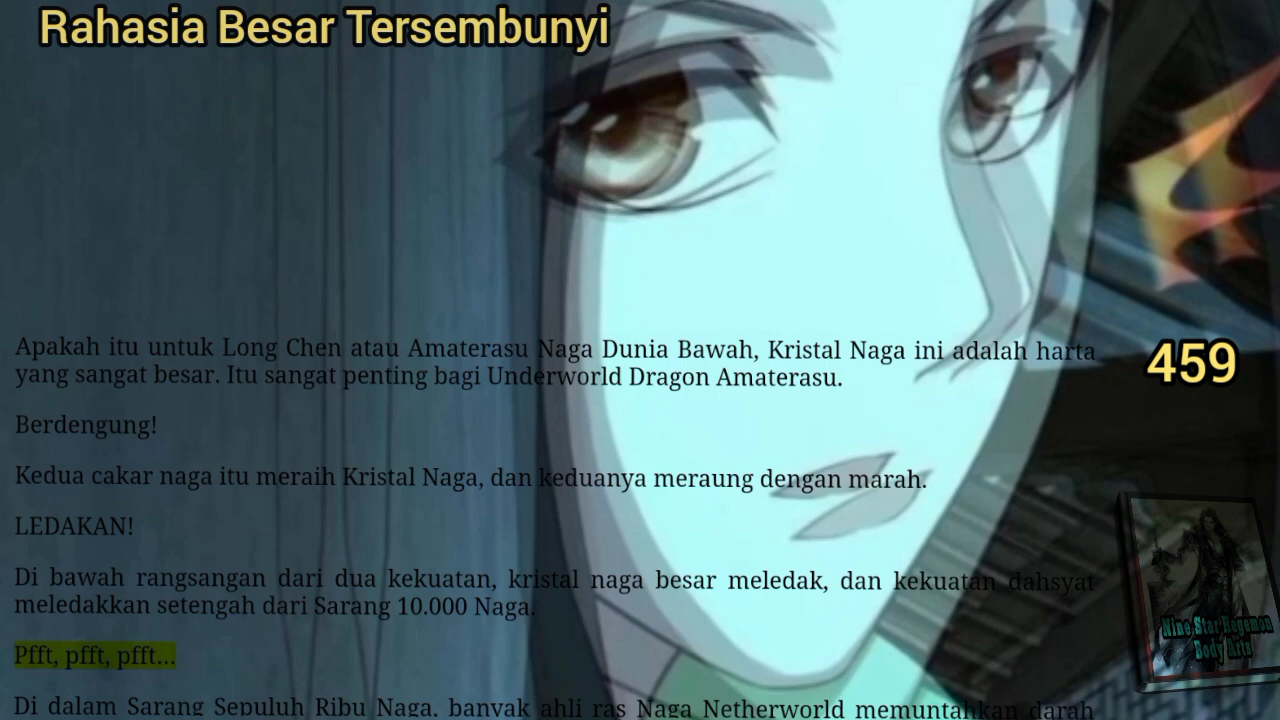 Rahasia Besar Tersembunyi
Apakah itu untuk Long Chen atau Amaterasu Naga Dunia Bawah, Kristal Naga ini adalah harta
yang sangat besar. Itu sangat penting bagi Underworld Dragon Amaterasu.
459
Berdengung!
Kedua cakar naga itu meraih Kristal Naga, dan keduanya meraung dengan marah.
LEDAKAN!
Di bawah rangsangan dari dua kekuatan, kristal naga besar meledak, dan kekuatan dahsyat
meledakkan setengah dari Sarang 10.000 Naga.
Nine Star Hegemon
Body Arts
Pfft, pfft, pfft...
Di dalam Sarang Sepuluh Ribu Naga, banyak ahli ras Naga Netherworld memuntahkan darah